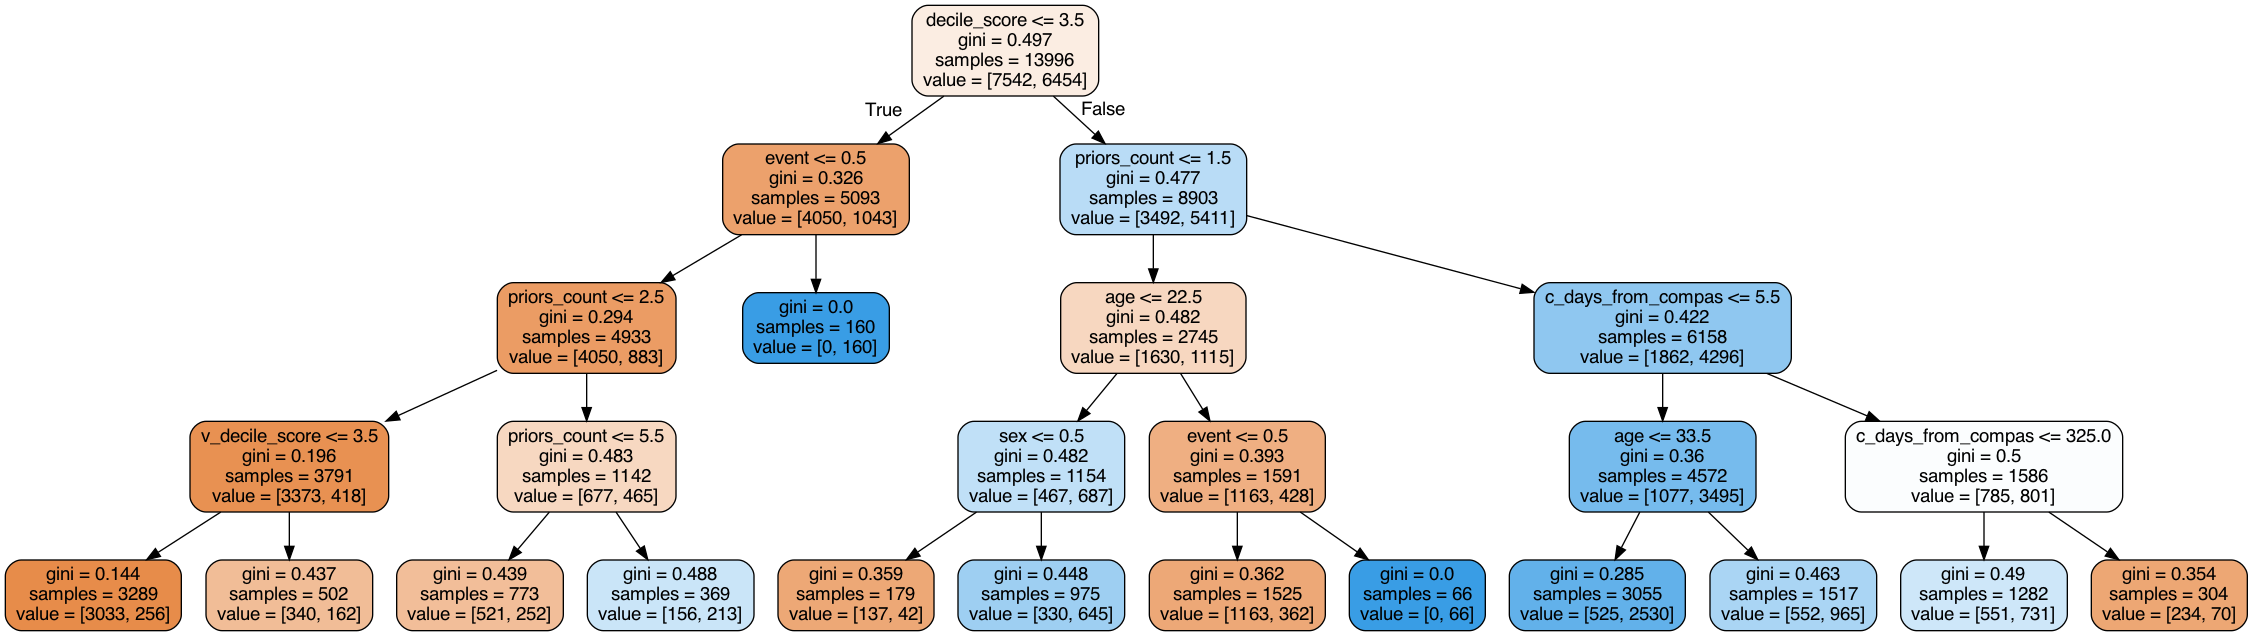 decile_score <= 3.5
gini = 0.497
samples = 13996
value = [7542, 6454]
True
False
event <= 0.5
gini = 0.326
samples = 5093
value = [4050, 1043]
priors_count <= 1.5
gini = 0.477
samples = 8903
value = [3492, 5411]
priors_count <= 2.5
gini = 0.294
samples = 4933
value = [4050, 883]
gini = 0.0
samples = 160
value = [0, 160]
age <= 22.5
gini = 0.482
samples = 2745
value = [1630, 1115]
c_days_from_compas <= 5.5
gini = 0.422
samples = 6158
value = [1862, 4296]
v_decile_score <= 3.5
gini = 0.196
samples = 3791
value = [3373, 418]
priors_count <= 5.5
gini = 0.483
samples = 1142
value = [677, 465]
sex <= 0.5
gini = 0.482
samples = 1154
value = [467, 687]
event <= 0.5
gini = 0.393
samples = 1591
value = [1163, 428]
age <= 33.5
gini = 0.36
samples = 4572
value = [1077, 3495]
c_days_from_compas <= 325.0
gini = 0.5
samples = 1586
value = [785, 801]
gini = 0.144
samples = 3289
value = [3033, 256]
gini = 0.437
samples = 502
value = [340, 162]
gini = 0.439
samples = 773
value = [521, 252]
gini = 0.488
samples = 369
value = [156, 213]
gini = 0.359
samples = 179
value = [137, 42]
gini = 0.448
samples = 975
value = [330, 645]
gini = 0.362
samples = 1525
value = [1163, 362]
gini = 0.0
samples = 66
value = [0, 66]
gini = 0.285
samples = 3055
value = [525, 2530]
gini = 0.463
samples = 1517
value = [552, 965]
gini = 0.49
samples = 1282
value = [551, 731]
gini = 0.354
samples = 304
value = [234, 70]